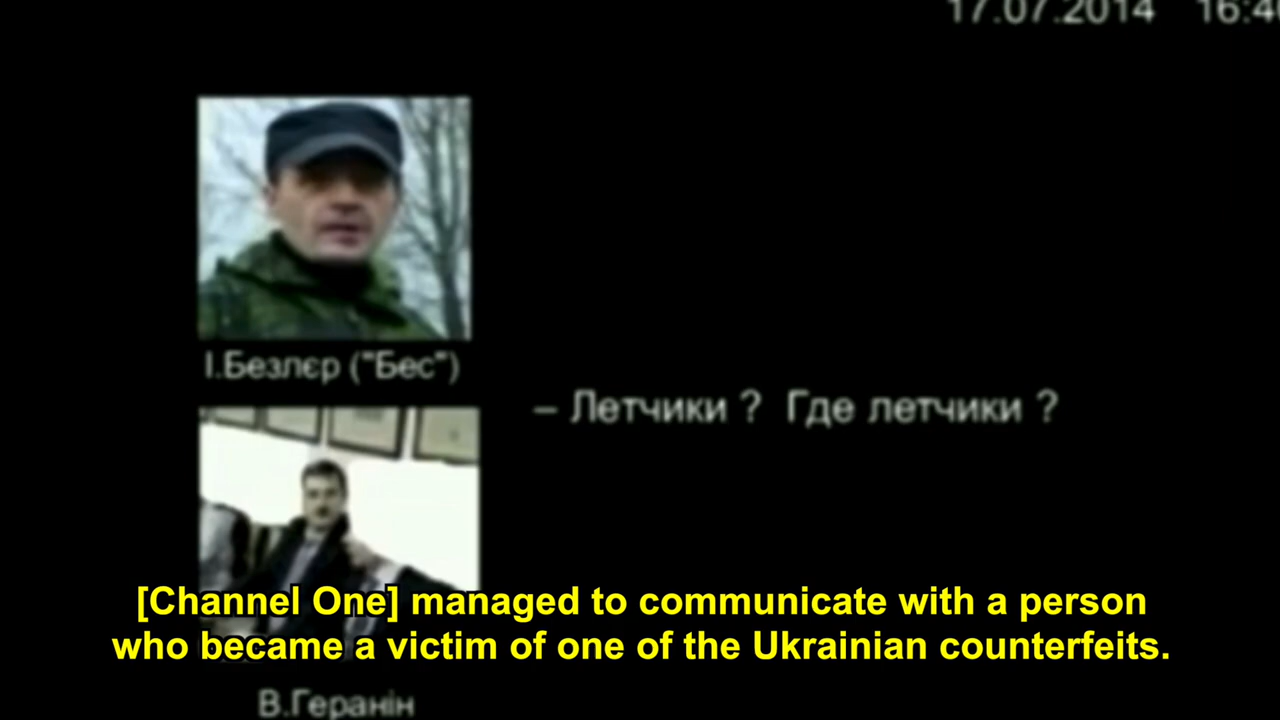 17.07.2014 16:40
І.Безлєр ("Бес")
– Летчики ? Где летчики ?
[Channel One] managed to communicate with a person
who became a victim of one of the Ukrainian counterfeits.
В.Геранін